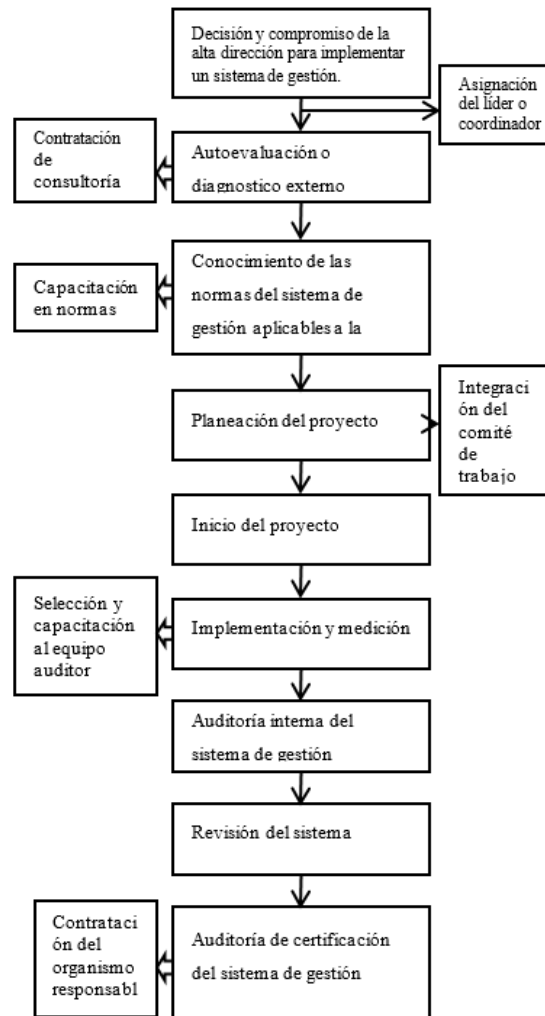 Decisión y compromiso de la
alta dirección para implementar
un sistema de gestión.
Asignación
del líder o
coordinador
Contratación
de
consultoría
Autoevaluación o
diagnostico externo
Conocimiento de las
normas del sistema de
gestión aplicables a la
Capacitación
en normas
Planeación del proyecto
Integraci
ón del
comité
de
trabajo
Inicio del proyecto
Selección y
capacitación
al equipo
auditor
Implementación y medición
Auditoría interna del
sistema de gestión
Revisión del sistema
Contrataci
ón del
organismo
responsabl
Auditoría de certificación
del sistema de gestión